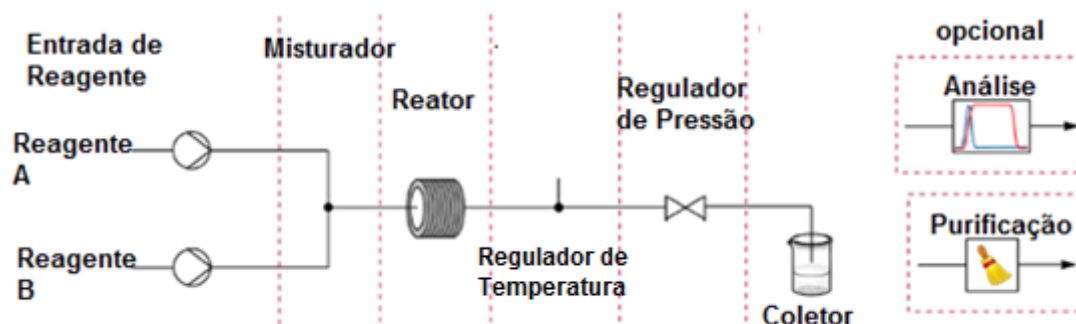 Entrada de
Reagente
Misturador
Reator
Regulador
de Pressão
opcional
Análise
Reagente
A
Reagente
B
Regulador de
Temperatura
Coletor
Purificação